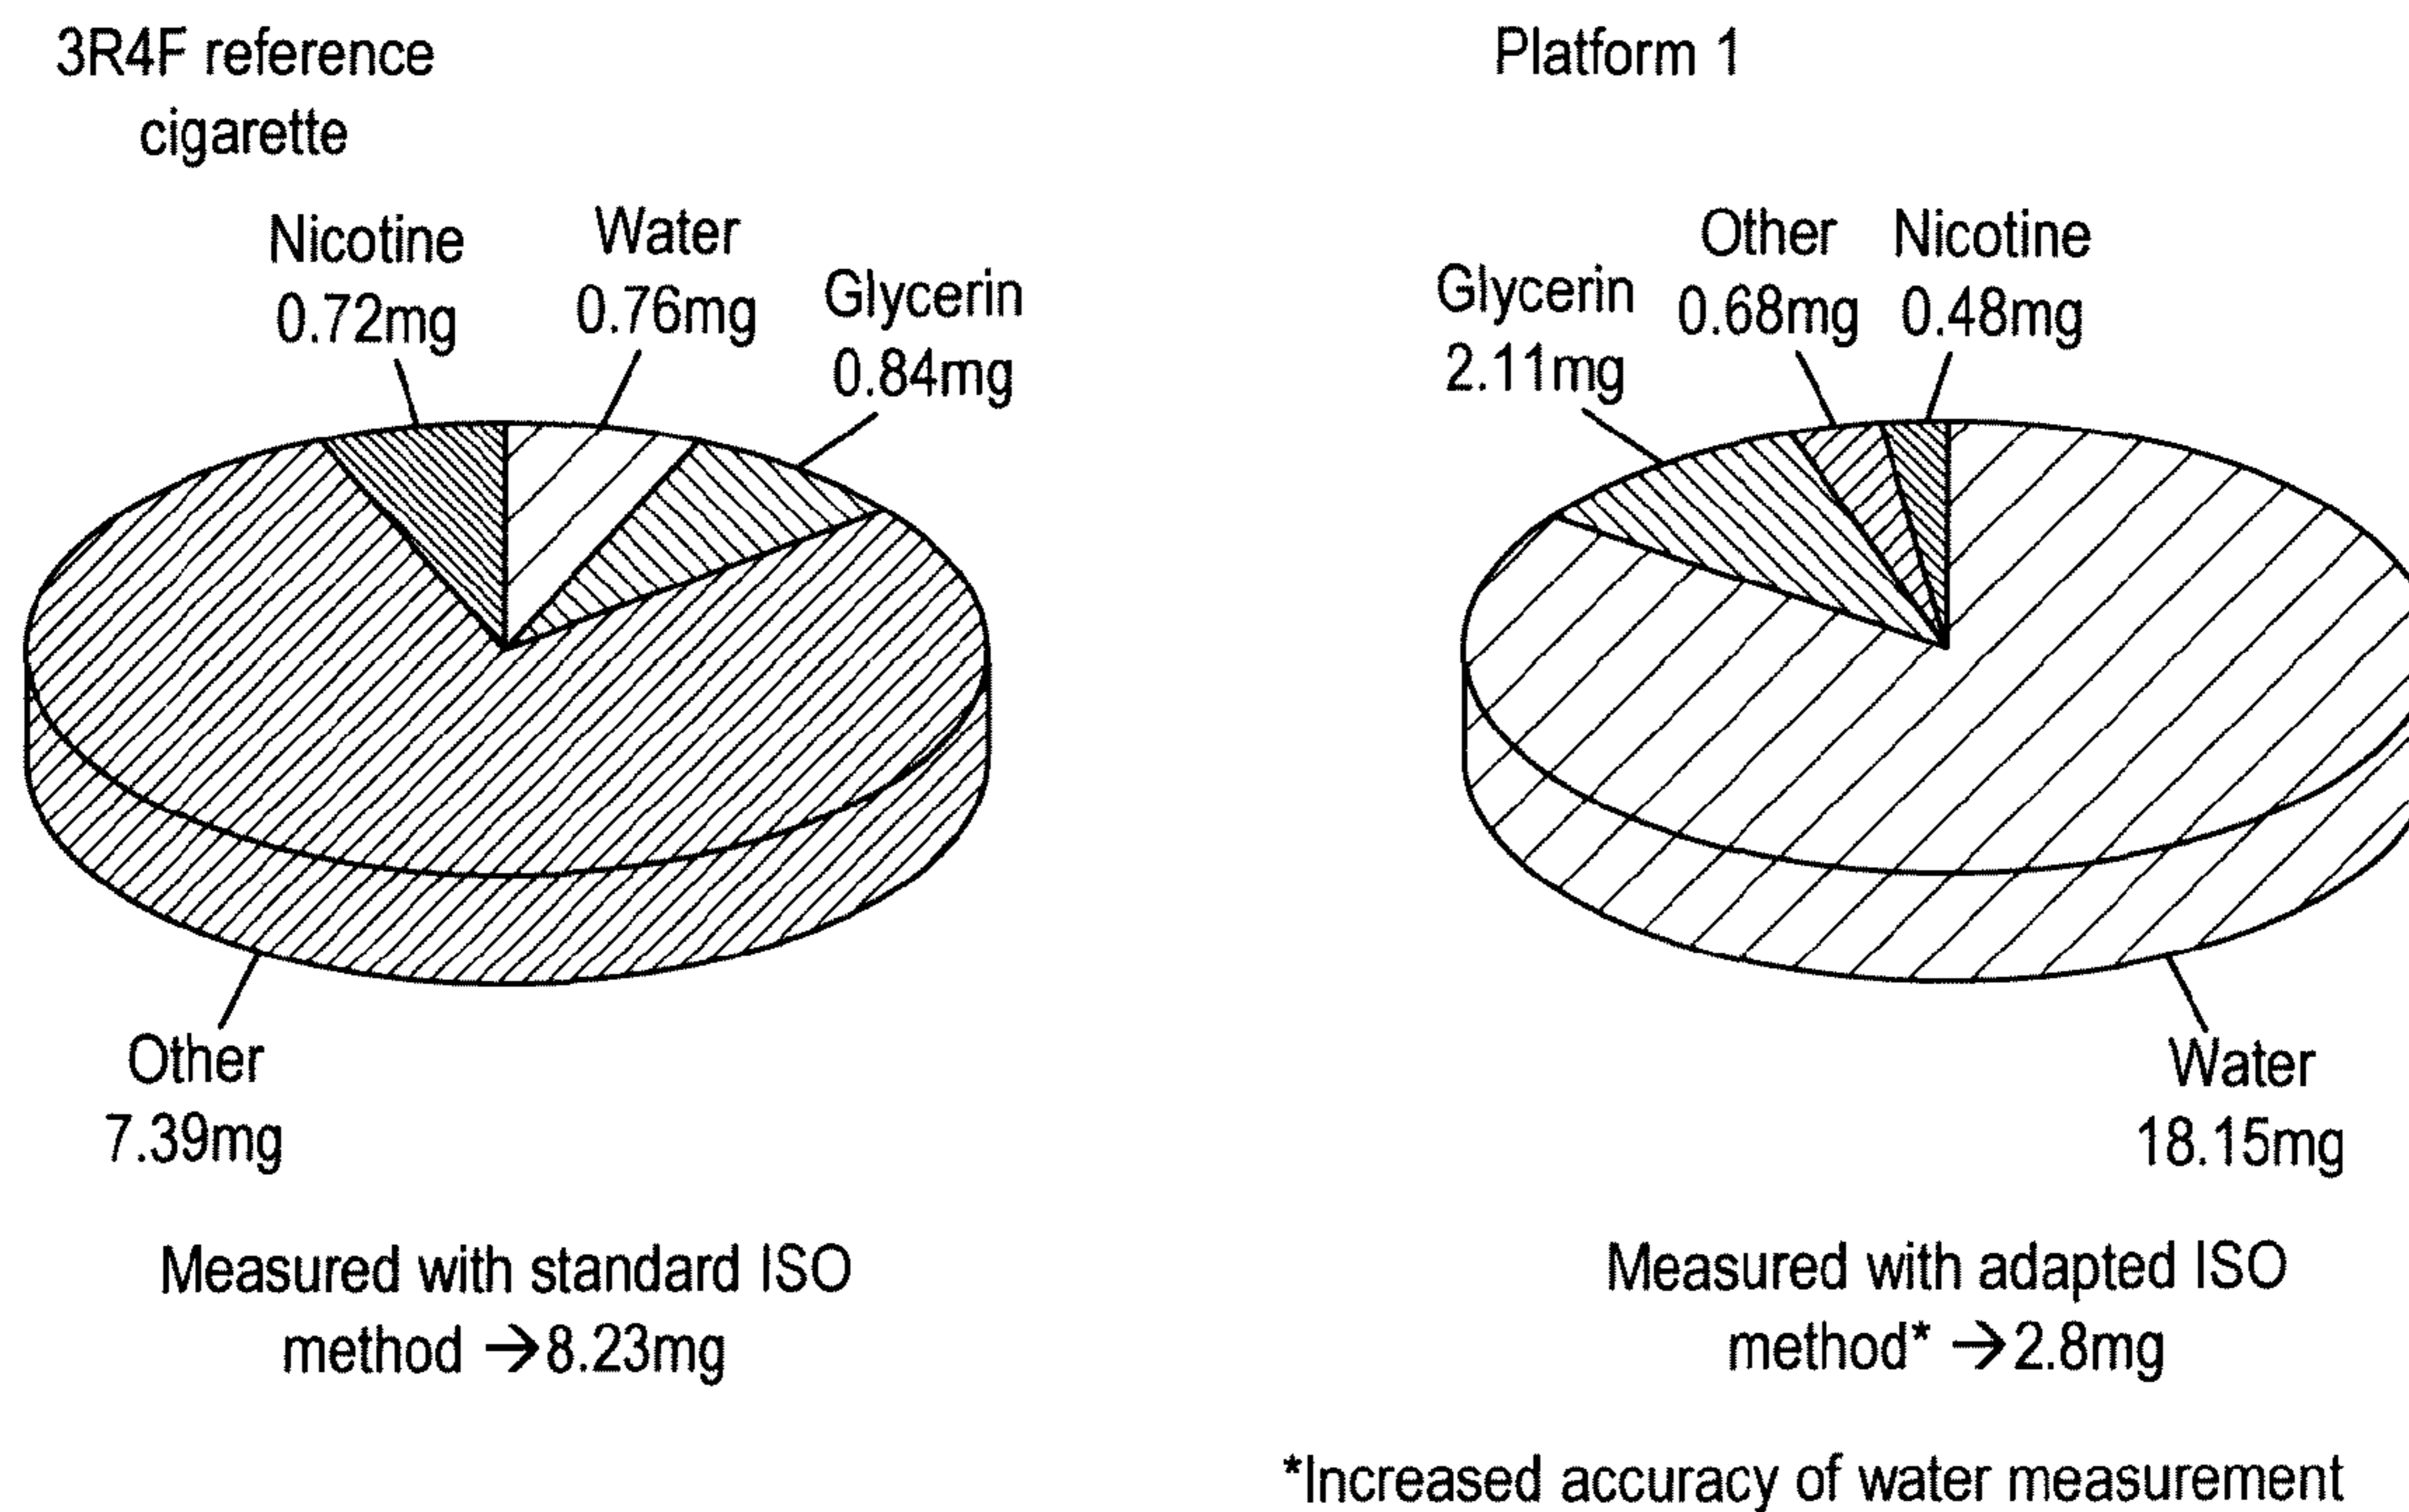 3R4F reference
cigarette
Nicotine
0.72mg
Water
0.76mg
Glycerin
0.84mg
Other
7.39mg
Measured with standard ISO
method →8.23mg
Platform 1
Glycerin
2.11mg
Other
0.68mg
Nicotine
0.48mg
Water
18.15mg
Measured with adapted ISO
method* →2.8mg
*Increased accuracy of water measurement